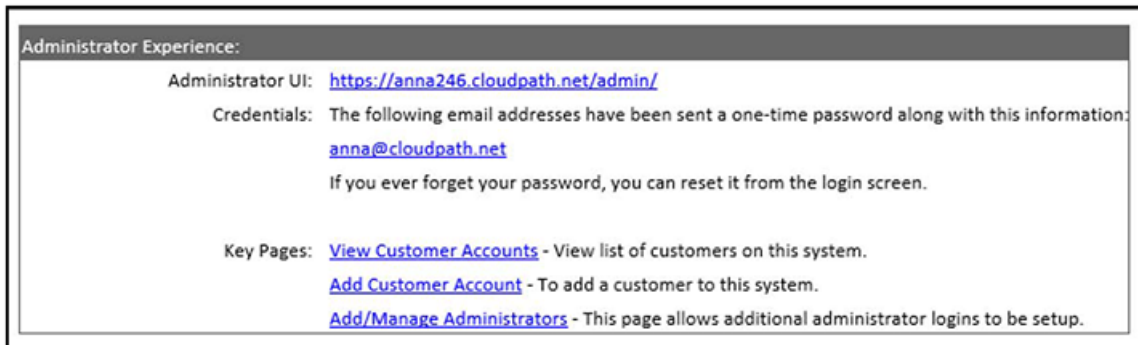 Administrator Experience:
Administrator UI: https://anna246.cloudpath.net/admin/
Credentials: The following email addresses have been sent a one-time password along with this information:
anna@cloudpath.net
If you ever forget your password, you can reset it from the login screen.
Key Pages: View Customer Accounts - View list of customers on this system.
Add Customer Account - To add a customer to this system.
Add/Manage Administrators - This page allows additional administrator logins to be setup.